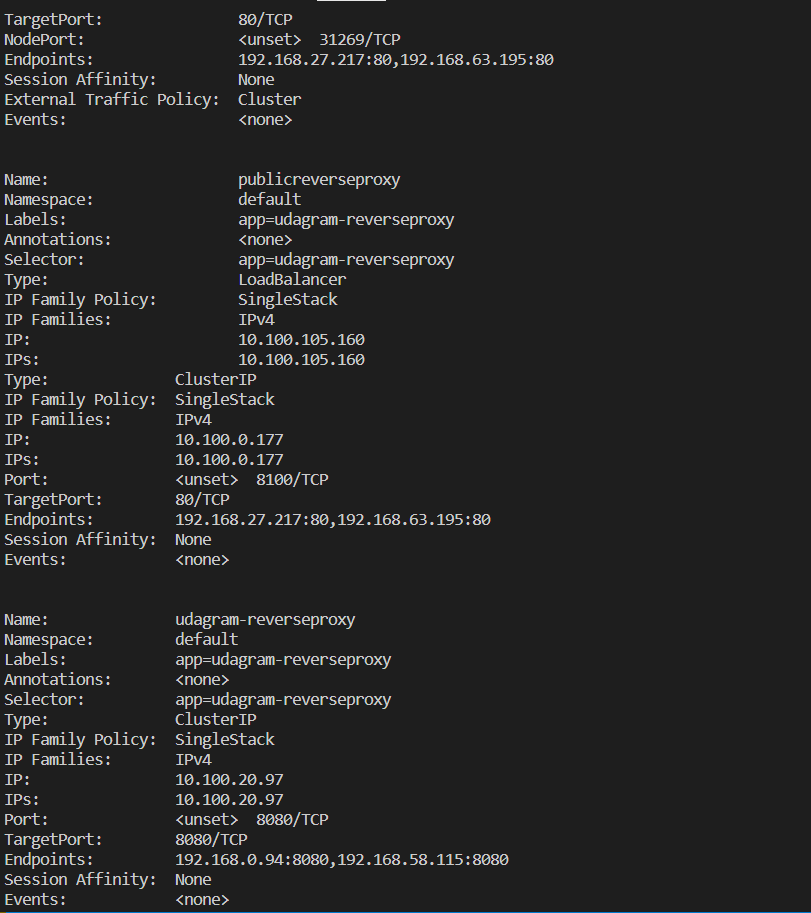 TargetPort:               80/TCP
NodePort:                 <unset>  31269/TCP
Endpoints:                192.168.27.217:80,192.168.63.195:80
Session Affinity:         None
External Traffic Policy:  Cluster
Events:                   <none>
Name:                     publicreverseproxy
Namespace:                default
Labels:                   app=udagram-reverseproxy
Annotations:              <none>
Selector:                 app=udagram-reverseproxy
Type:                     LoadBalancer
IP Family Policy:         SingleStack
IP Families:              IPv4
IP:                       10.100.105.160
IPs:                      10.100.105.160
Type:              ClusterIP
IP Family Policy:  SingleStack
IP Families:       IPv4
IP:                10.100.0.177
IPs:               10.100.0.177
Port:              <unset>  8100/TCP
TargetPort:        80/TCP
Endpoints:         192.168.27.217:80,192.168.63.195:80
Session Affinity:  None
Events:            <none>
Name:              udagram-reverseproxy
Namespace:         default
Labels:            app=udagram-reverseproxy
Annotations:       <none>
Selector:          app=udagram-reverseproxy
Type:              ClusterIP
IP Family Policy:  SingleStack
IP Families:       IPv4
IP:                10.100.20.97
IPs:               10.100.20.97
Port:              <unset>  8080/TCP
TargetPort:        8080/TCP
Endpoints:         192.168.0.94:8080,192.168.58.115:8080
Session Affinity:  None
Events:            <none>